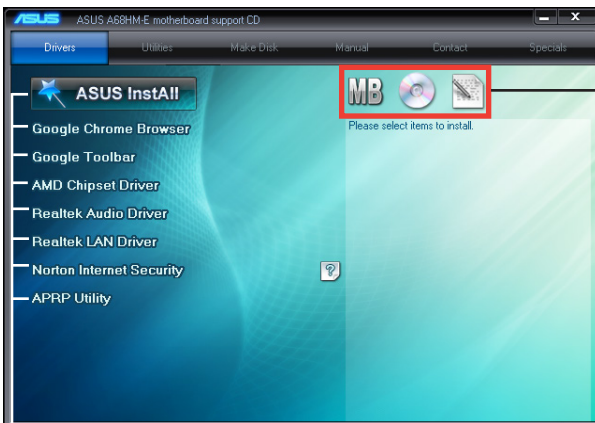 ASUS ASUS A68HM-E motherboard support CD
Drivers Utilities Make Disk Manual Contact Specials
ASUS InstAll
MB
Please select items to install.
Google Chrome Browser
Google Toolbar
AMD Chipset Driver
Realtek Audio Driver
Realtek LAN Driver
Norton Internet Security
?
APRP Utility